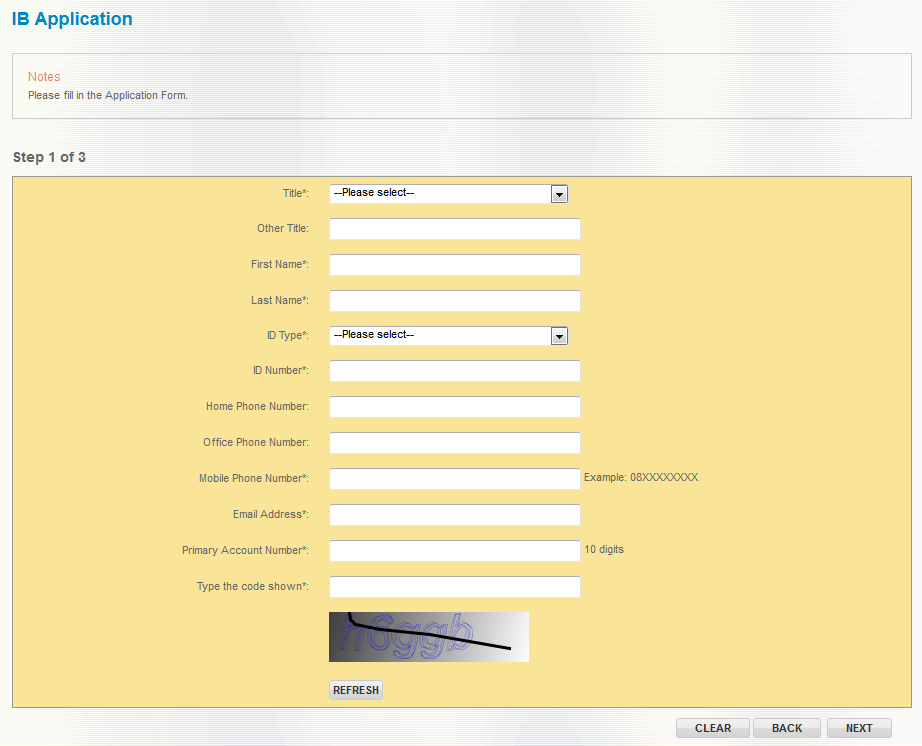 IB Application
Notes
Please fill in the Application Form.
Step 1 of 3
Title*: --Please select--
Other Title:
First Name*:
Last Name*:
ID Type*: --Please select--
ID Number*:
Home Phone Number:
Office Phone Number:
Mobile Phone Number*: Example: 08XXXXXXXX
Email Address*:
Primary Account Number*: 10 digits
Type the code shown*:
REFRESH
CLEAR BACK NEXT